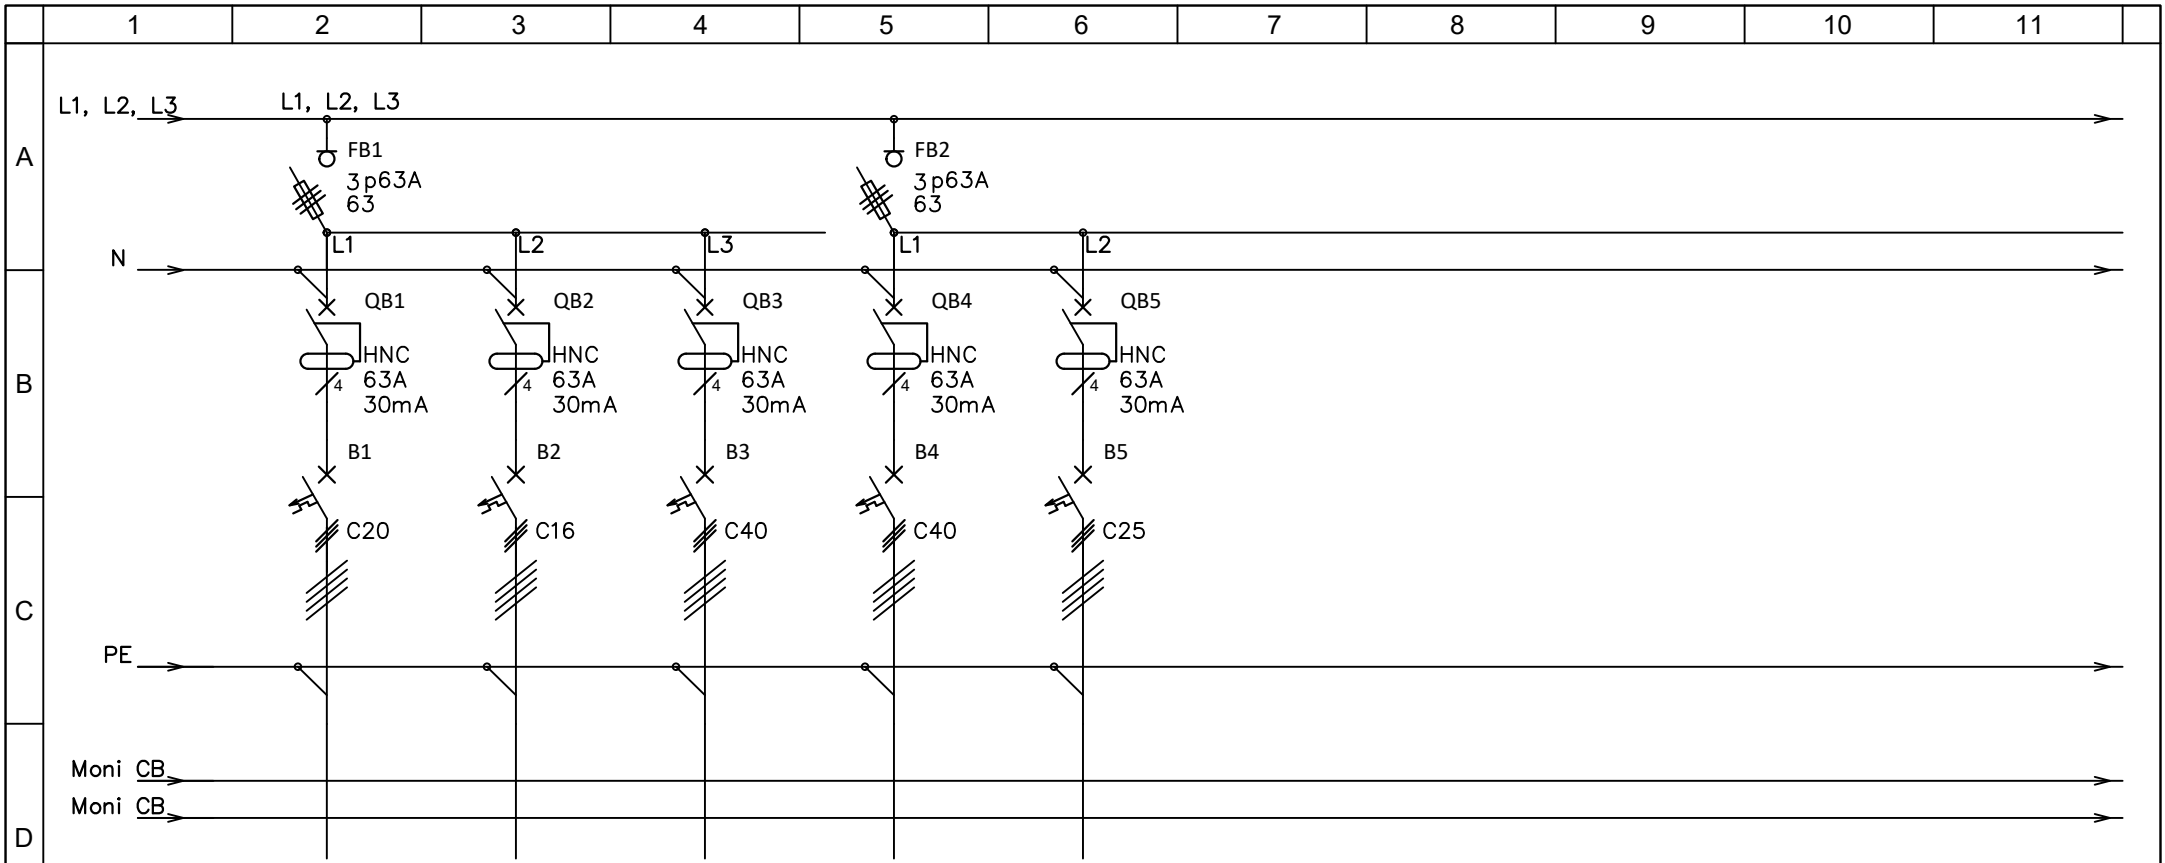 1 2 3 4 5 6 7 8 9 10 11
L1, L2, L3 L1, L2, L3
A
FB1 FB2
3p63A 3p63A
63 63
L1 L2 L3 L1 L2
N
QB1 QB2 QB3 QB4 QB5
HNC HNC HNC HNC HNC
B
63A 63A 63A 63A 63A
4 4 4 4 4
30mA 30mA 30mA 30mA 30mA
B1 B2 B3 B4 B5
C20 C16 C40 C40 C25
C
PE
Moni CB
Moni CB
D